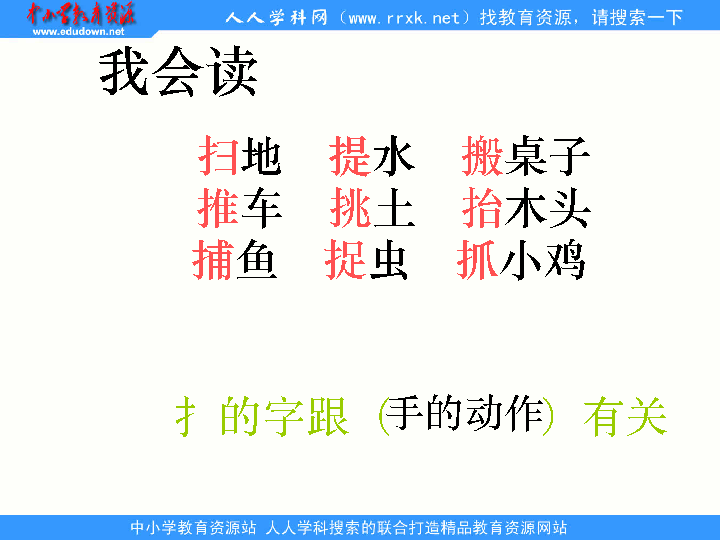 中小学教育资源
www.edudown.net
人人学科网（www.rrxk.net）找教育资源，请搜索一下
我会读
扫地 提水 搬桌子
推车 挑土 抬木头
捕鱼 捉虫 抓小鸡
扌的字跟（手的动作）有关
中小学教育资源站 人人学科搜索的联合打造精品教育资源网站